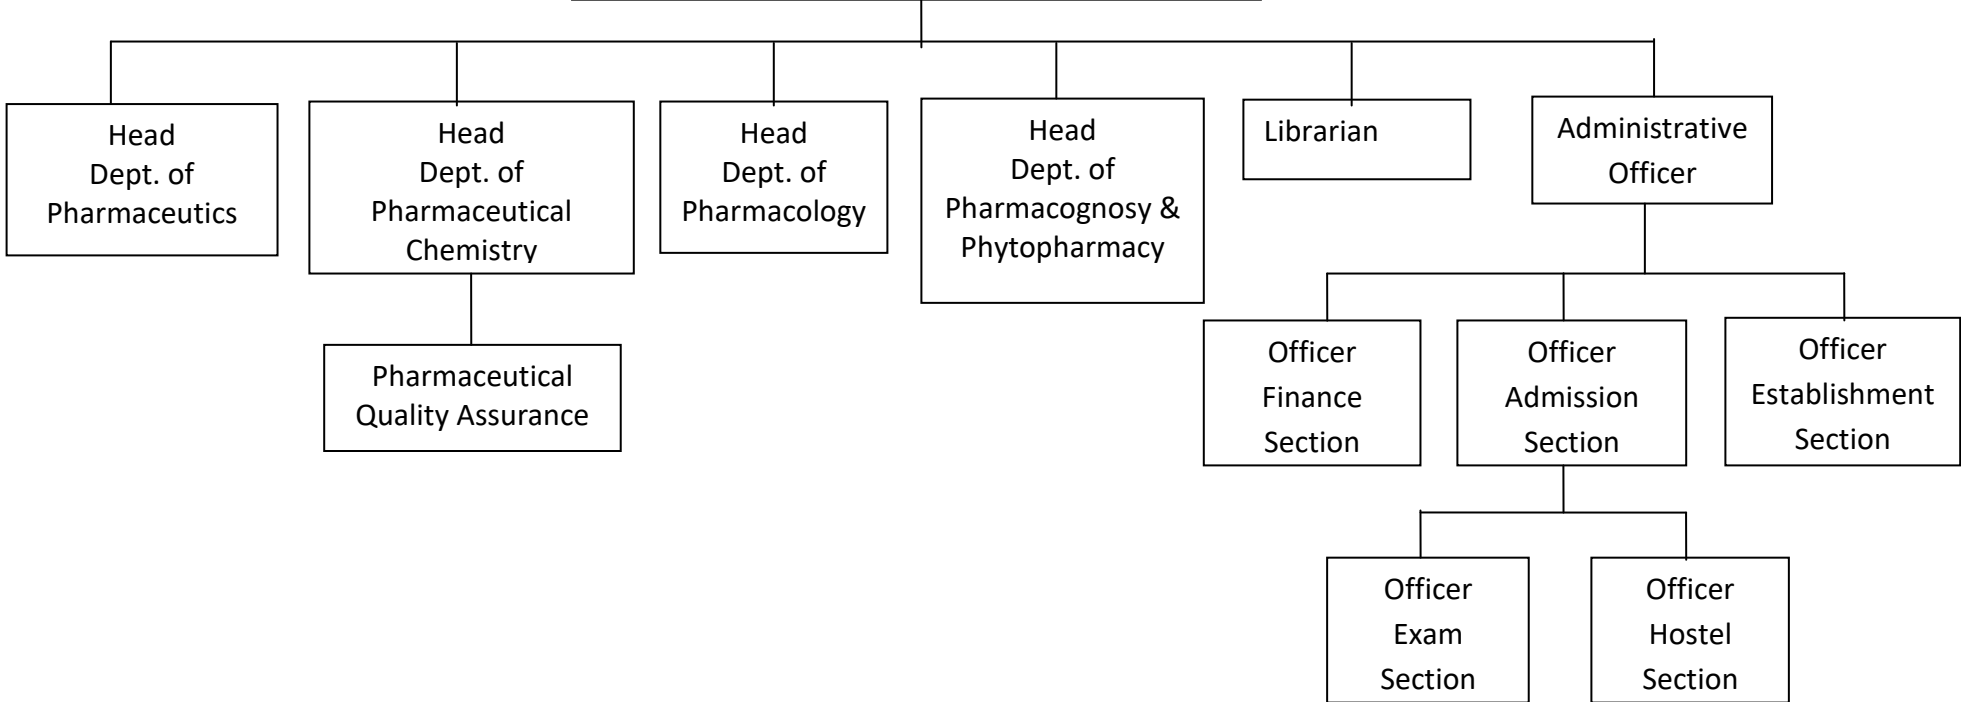 Head
Dept. of
Pharmaceutics
Head
Dept. of
Pharmaceutical
Chemistry
Head
Dept. of
Pharmacology
Head
Dept. of
Pharmacognosy &
Phytopharmacy
Librarian
Administrative
Officer
Pharmaceutical
Quality Assurance
Officer
Finance
Section
Officer
Admission
Section
Officer
Establishment
Section
Officer
Exam
Section
Officer
Hostel
Section